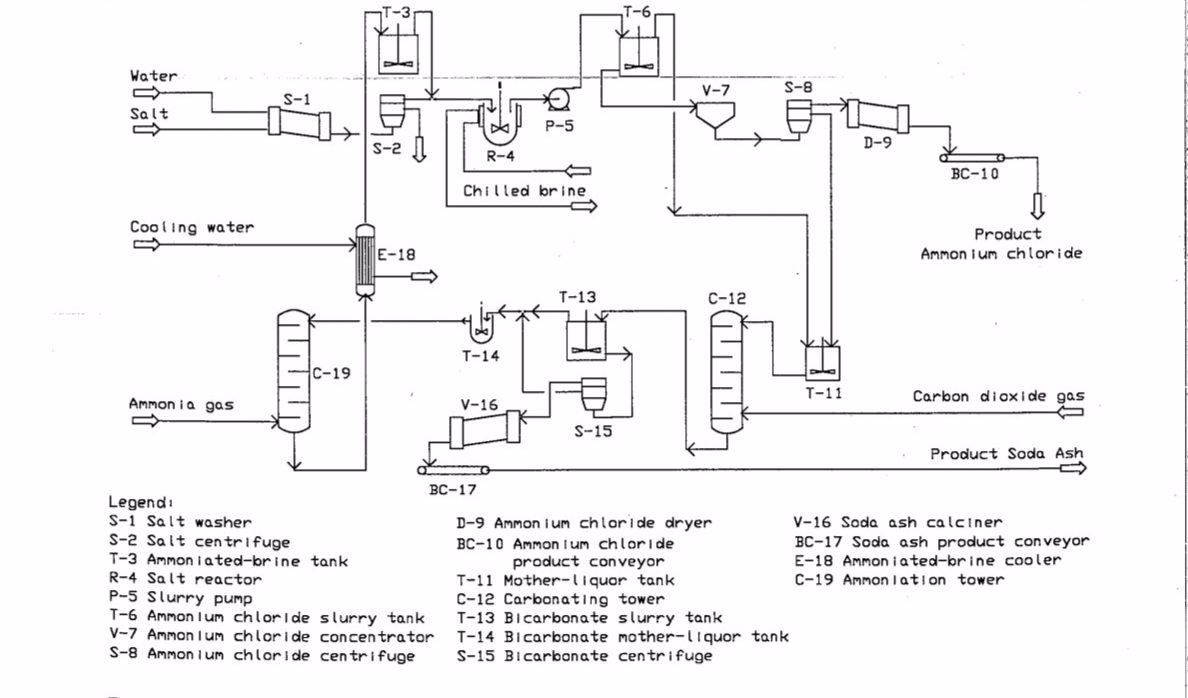 T-3
T-6
Water
S-1
S-8
V-7
Salt
P-5
S-2
R-4
D-9
BC-10
Chilled brine
Cooling water
Product
Ammonium chloride
E-18
T-13
C-12
T-14
C-19
T-11
Carbon dioxide gas
Ammonia gas
V-16
S-15
Product Soda Ash
BC-17
Legend:
S-1 Salt washer
S-2 Salt centrifuge
T-3 Ammoniated-brine tank
R-4 Salt reactor
P-5 Slurry pump
T-6 Ammonium chloride slurry tank
V-7 Ammonium chloride concentrator
S-8 Ammonium chloride centrifuge
D-9 Ammonium chloride dryer
BC-10 Ammonium chloride
product conveyor
T-11 Mother-liquor tank
C-12 Carbonating tower
T-13 Bicarbonate slurry tank
T-14 Bicarbonate mother-liquor tank
S-15 Bicarbonate centrifuge
V-16 Soda ash calciner
BC-17 Soda ash product conveyor
E-18 Ammoniated-brine cooler
C-19 Ammoniation tower